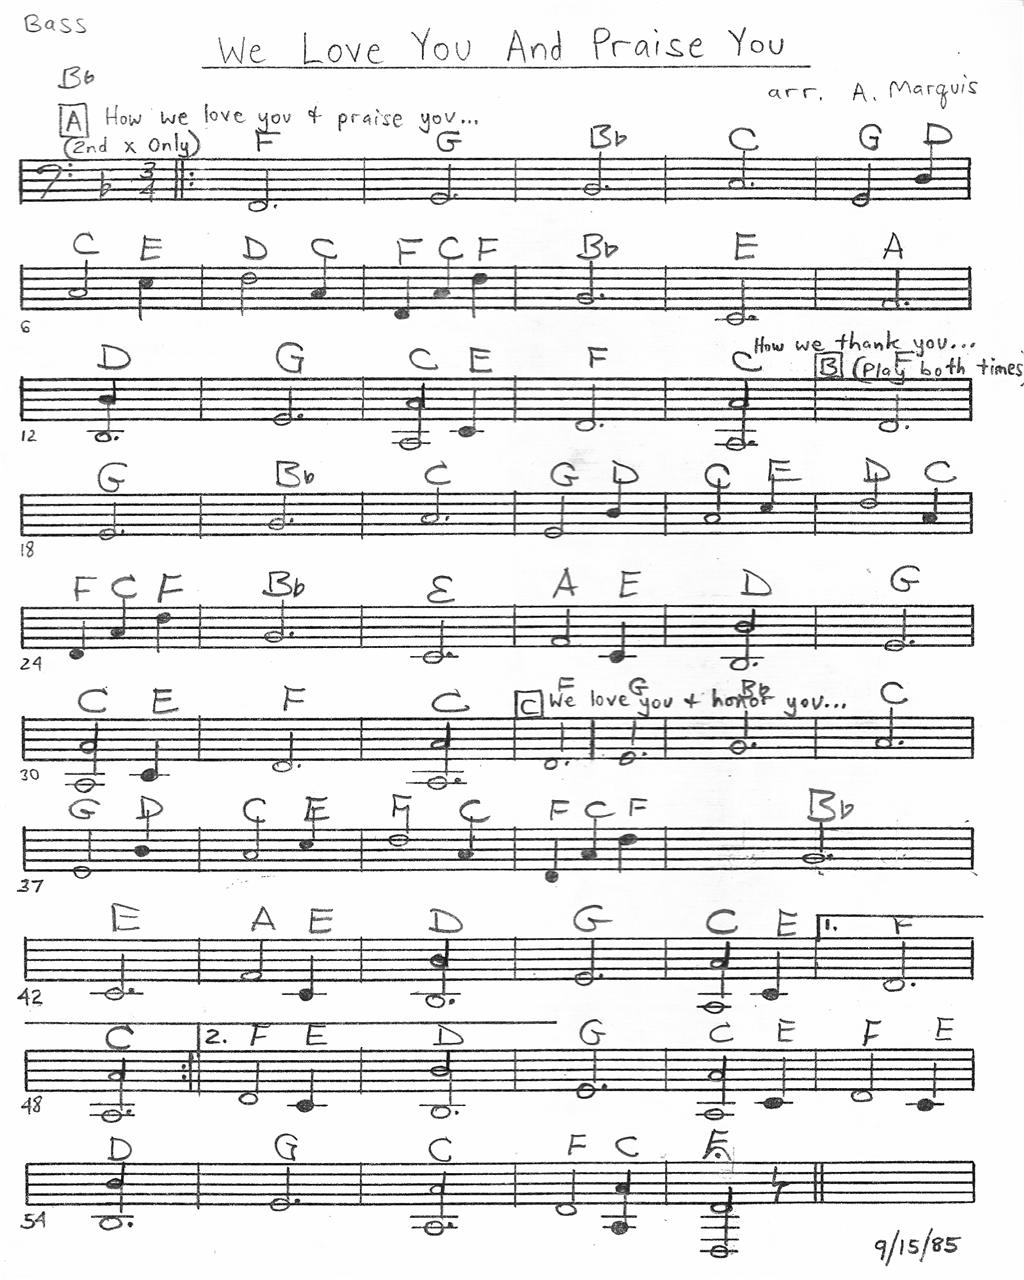 Bass
We Love You And Praise You
B♭
arr. A. Marquis
A How we love you + praise you...
(2nd x Only)
F G B♭ C G D
3
4
C E D C F C F B♭ E A
6
How we thank you...
D G C E F C B (Play F both times)
12
G B♭ C G D C E D C
18
F C F B♭ E A E D G
24
C E F C C F We love G you + B♭ honor you... C
30
G D C E F C F C F B♭
37
E A E D G C E 1. F
42
C 2. F E D G C E F E
48
D G C F C F
54
9/15/85